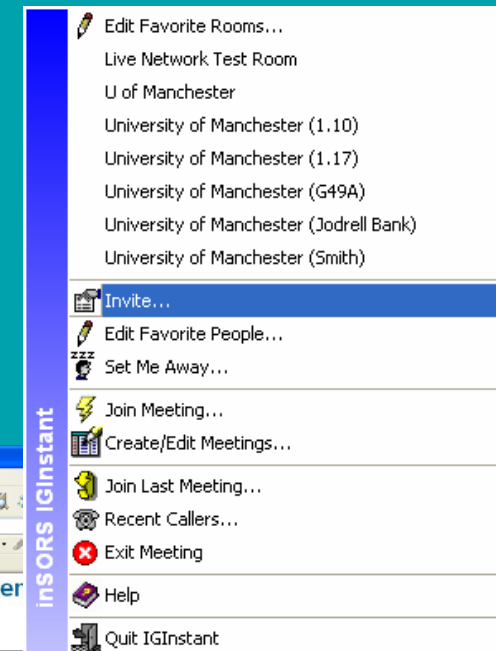 Edit Favorite Rooms...
Live Network Test Room
U of Manchester
University of Manchester (1.10)
University of Manchester (1.17)
University of Manchester (G49A)
University of Manchester (Jodrell Bank)
University of Manchester (Smith)
Invite...
Edit Favorite People...
zzz
Set Me Away...
Join Meeting...
Create/Edit Meetings...
Join Last Meeting...
Recent Callers...
Exit Meeting
Help
Quit IGInstant
inSORS IGInstant
er